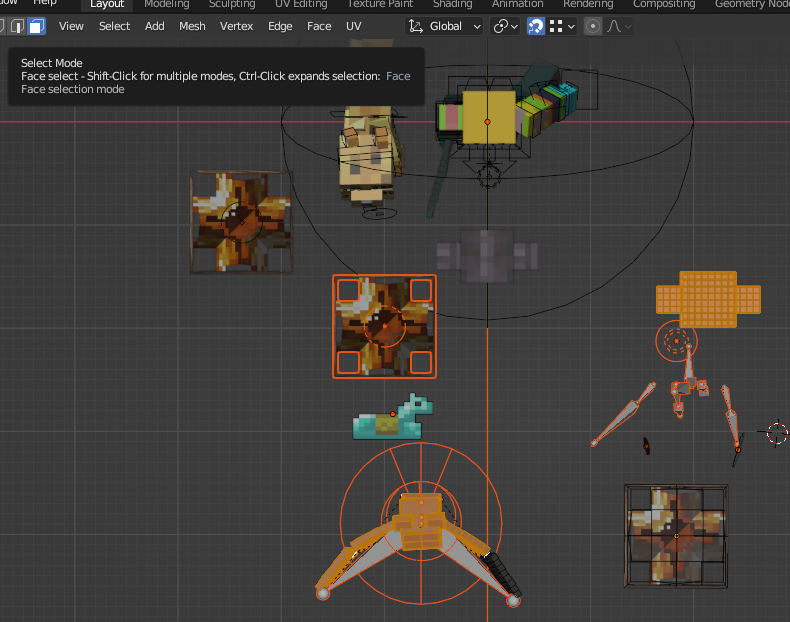 Help Layout Modeling Sculpting UV Editing Texture Paint Shading Animation Rendering Compositing Geometry Node
View Select Add Mesh Vertex Edge Face UV Global
Select Mode
Face select - Shift-Click for multiple modes, Ctrl-Click expands selection: Face
Face selection mode